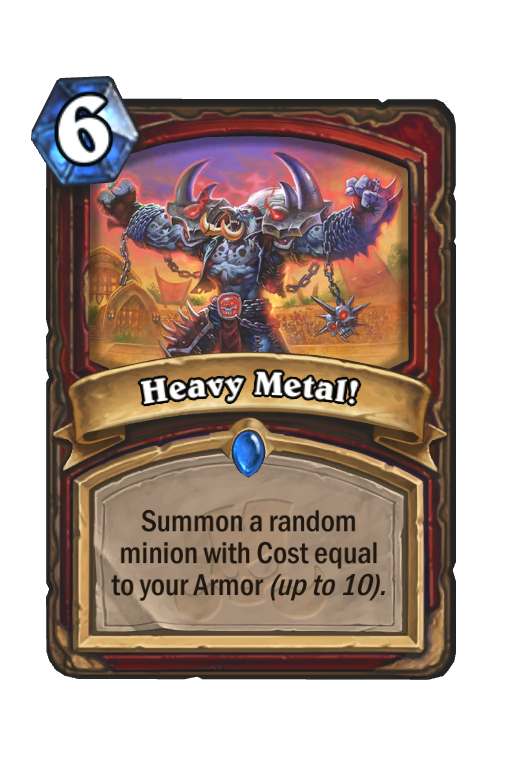 6
Heavy Metal!
Summon a random
minion with Cost equal
to your Armor (up to 10).